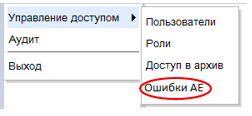 Управление доступом
Аудит
Выход
Пользователи
Роли
Доступ в архив
Ошибки АЕ